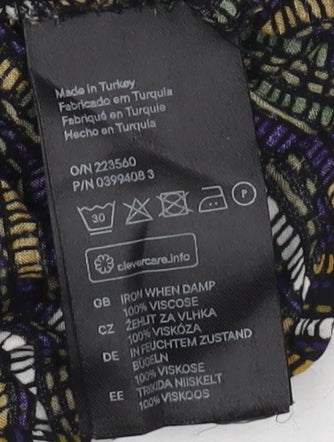 Made in Turkey
Fabricado em Turquia
Fabriqué en Turquie
Hecho en Turquia
O/N 223560
P/N 0399408 3
30 P
clevercare.info
GB IRON WHEN DAMP
100% VISCOSE
CZ ŽEHLIT ZA VLHKA
100% VISKÓZA
DE IN FEUCHTEM ZUSTAND
BÜGELN
100% VISKOSE
EE TRIIKIDA NIISKELT
100% VISKOOS